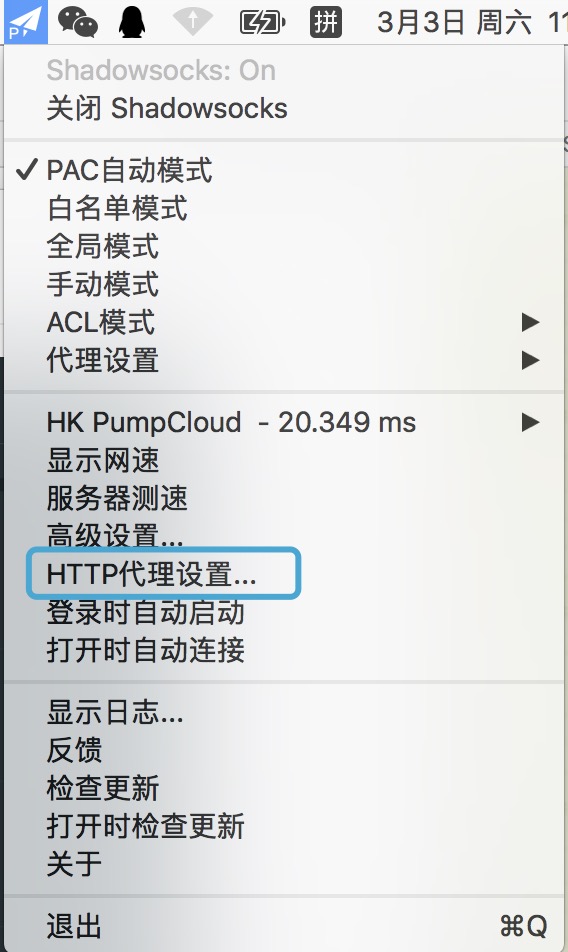 P
拼 3月3日 周六 11
Shadowsocks: On
关闭 Shadowsocks
✓ PAC自动模式
白名单模式
全局模式
手动模式
ACL模式 ▶
代理设置 ▶
HK PumpCloud - 20.349 ms ▶
显示网速
服务器测速
高级设置...
HTTP代理设置...
登录时自动启动
打开时自动连接
显示日志...
反馈
检查更新
打开时检查更新
关于
退出 ⌘Q